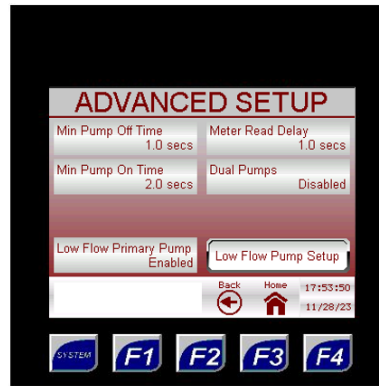 ADVANCED SETUP
Min Pump Off Time
1.0 secs
Meter Read Delay
1.0 secs
Min Pump On Time
2.0 secs
Dual Pumps
Disabled
Low Flow Primary Pump
Enabled
Low Flow Pump Setup
Back
Home
17:53:50
11/28/23
SYSTEM
F1
F2
F3
F4